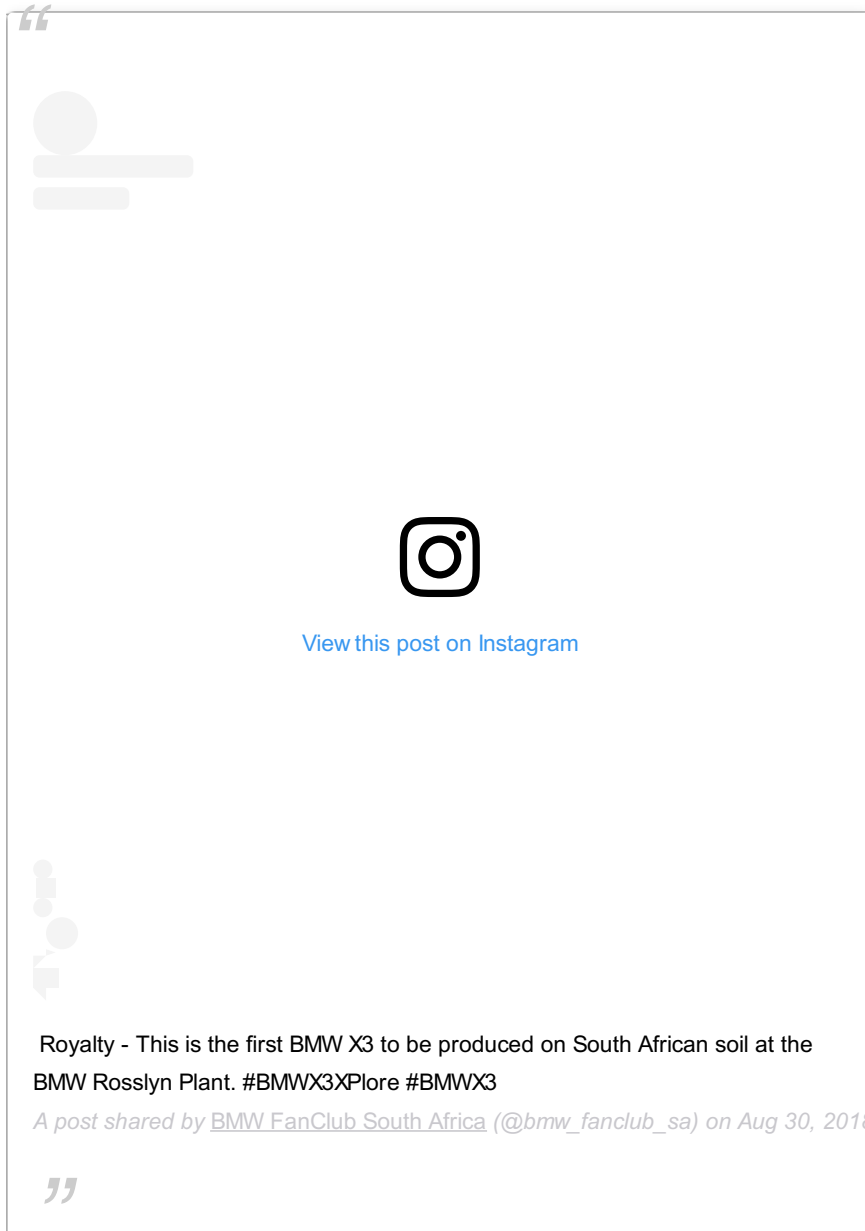 “
View this post on Instagram
Royalty - This is the first BMW X3 to be produced on South African soil at the
BMW Rosslyn Plant. #BMWX3XPlore #BMWX3
A post shared by BMW FanClub South Africa (@bmw_fanclub_sa) on Aug 30, 2018
”